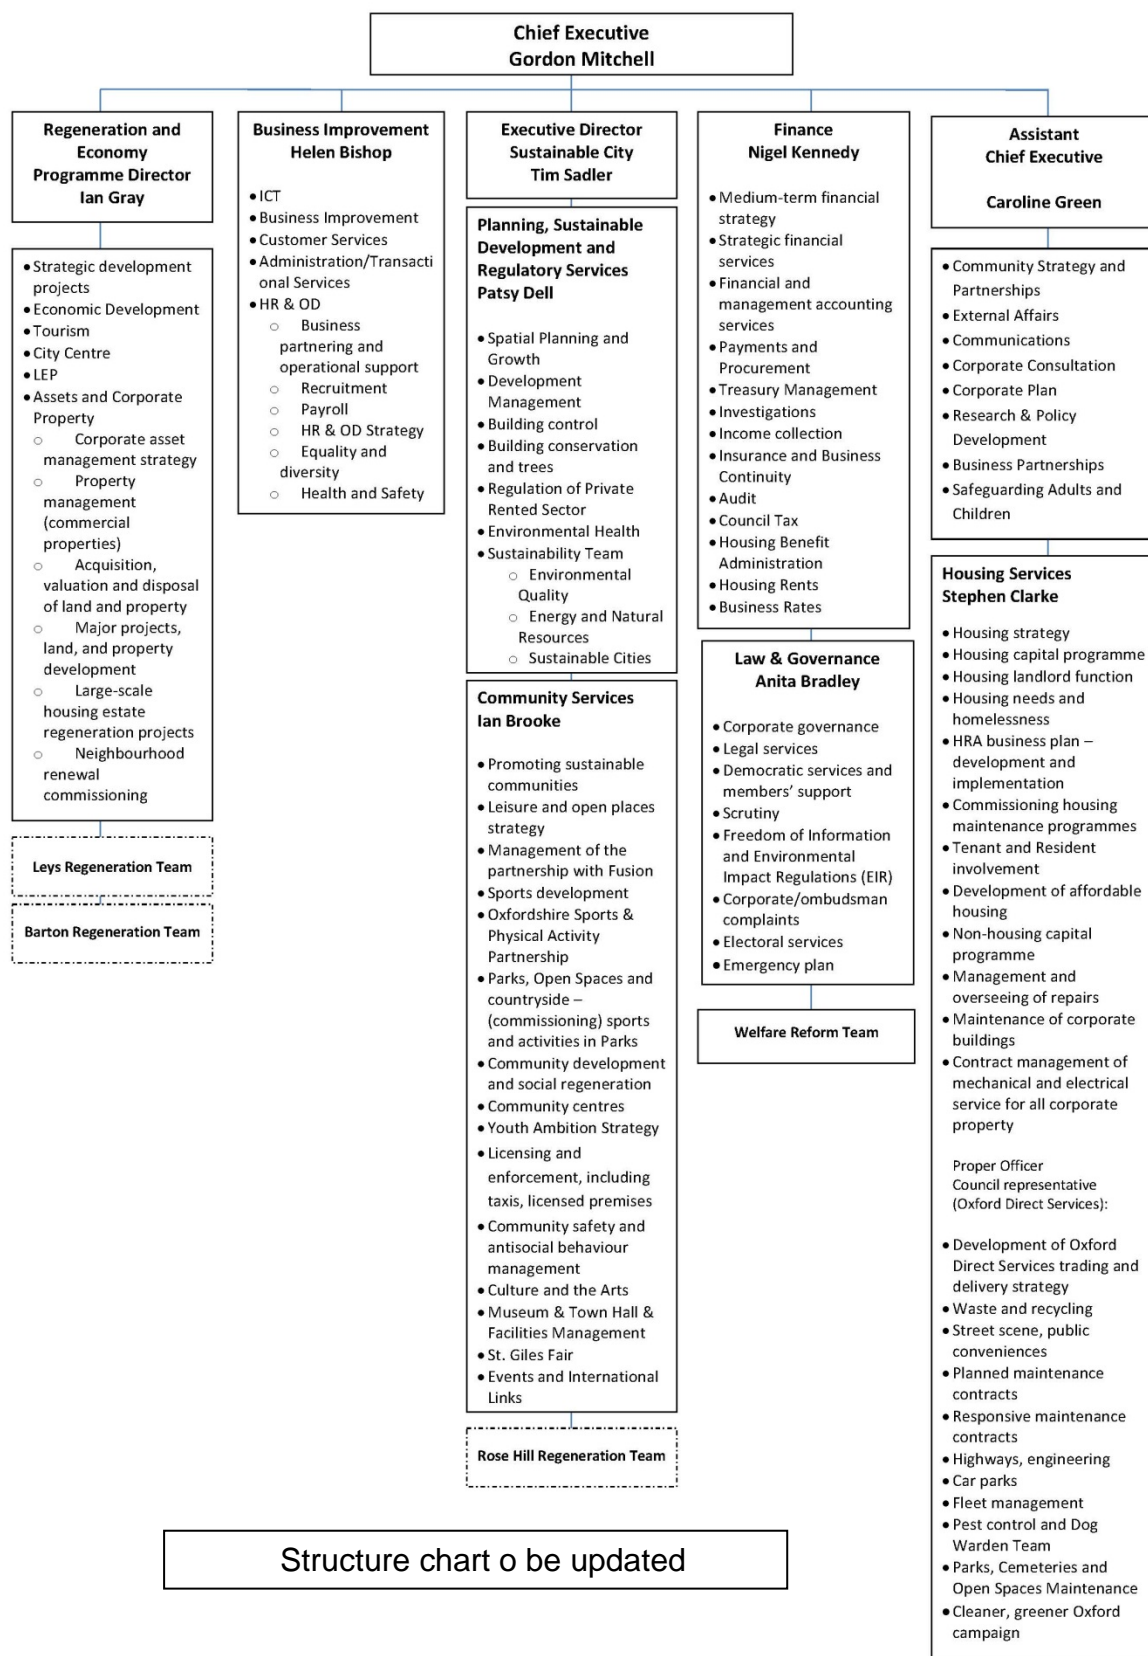 Chief Executive
Gordon Mitchell
Regeneration and
Economy
Programme Director
Ian Gray
• Strategic development
projects
• Economic Development
• Tourism
• City Centre
• LEP
• Assets and Corporate
Property
○ Corporate asset
management strategy
○ Property
management
(commercial
properties)
○ Acquisition,
valuation and disposal
of land and property
○ Major projects,
land, and property
development
○ Large-scale
housing estate
regeneration projects
○ Neighbourhood
renewal
commissioning
Leys Regeneration Team
Barton Regeneration Team
Business Improvement
Helen Bishop
• ICT
• Business Improvement
• Customer Services
• Administration/Transacti
onal Services
• HR & OD
○ Business
partnering and
operational support
○ Recruitment
○ Payroll
○ HR & OD Strategy
○ Equality and
diversity
○ Health and Safety
Executive Director
Sustainable City
Tim Sadler
Planning, Sustainable
Development and
Regulatory Services
Patsy Dell
• Spatial Planning and
Growth
• Development
Management
• Building control
• Building conservation
and trees
• Regulation of Private
Rented Sector
• Environmental Health
• Sustainability Team
○ Environmental
Quality
○ Energy and Natural
Resources
○ Sustainable Cities
Community Services
Ian Brooke
• Promoting sustainable
communities
• Leisure and open places
strategy
• Management of the
partnership with Fusion
• Sports development
• Oxfordshire Sports &
Physical Activity
Partnership
• Parks, Open Spaces and
countryside –
(commissioning) sports
and activities in Parks
• Community development
and social regeneration
• Community centres
• Youth Ambition Strategy
• Licensing and
enforcement, including
taxis, licensed premises
• Community safety and
antisocial behaviour
management
• Culture and the Arts
• Museum & Town Hall &
Facilities Management
• St. Giles Fair
• Events and International
Links
Rose Hill Regeneration Team
Finance
Nigel Kennedy
• Medium-term financial
strategy
• Strategic financial
services
• Financial and
management accounting
services
• Payments and
Procurement
• Treasury Management
• Investigations
• Income collection
• Insurance and Business
Continuity
• Audit
• Council Tax
• Housing Benefit
Administration
• Housing Rents
• Business Rates
Law & Governance
Anita Bradley
• Corporate governance
• Legal services
• Democratic services and
members' support
• Scrutiny
• Freedom of Information
and Environmental
Impact Regulations (EIR)
• Corporate/ombudsman
complaints
• Electoral services
• Emergency plan
Welfare Reform Team
Assistant
Chief Executive
Caroline Green
• Community Strategy and
Partnerships
• External Affairs
• Communications
• Corporate Consultation
• Corporate Plan
• Research & Policy
Development
• Business Partnerships
• Safeguarding Adults and
Children
Housing Services
Stephen Clarke
• Housing strategy
• Housing capital programme
• Housing landlord function
• Housing needs and
homelessness
• HRA business plan –
development and
implementation
• Commissioning housing
maintenance programmes
• Tenant and Resident
involvement
• Development of affordable
housing
• Non-housing capital
programme
• Management and
overseeing of repairs
• Maintenance of corporate
buildings
• Contract management of
mechanical and electrical
service for all corporate
property
Proper Officer
Council representative
(Oxford Direct Services):
• Development of Oxford
Direct Services trading and
delivery strategy
• Waste and recycling
• Street scene, public
conveniences
• Planned maintenance
contracts
• Responsive maintenance
contracts
• Highways, engineering
• Car parks
• Fleet management
• Pest control and Dog
Warden Team
• Parks, Cemeteries and
Open Spaces Maintenance
• Cleaner, greener Oxford
campaign
Structure chart o be updated